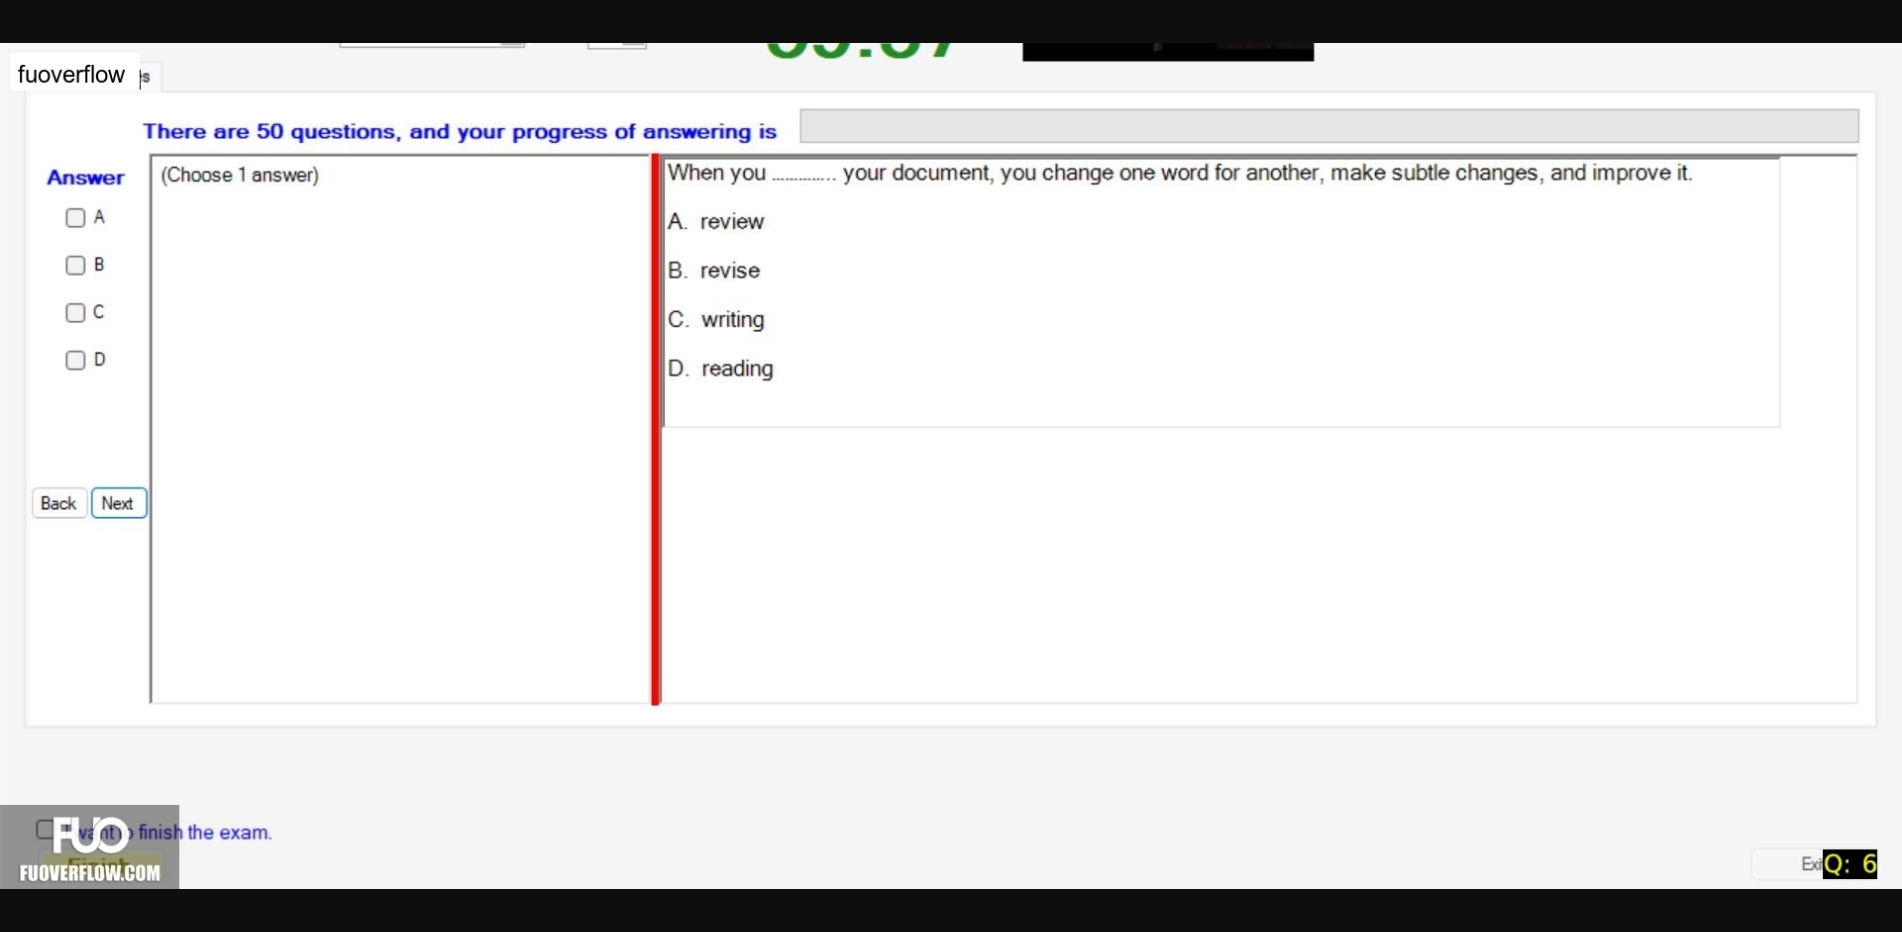 fuoverflow
There are 50 questions, and your progress of answering is
Answer
(Choose 1 answer)
When you ............. your document, you change one word for another, make subtle changes, and improve it.
A
A. review
B
B. revise
C
C. writing
D
D. reading
Back Next
finish the exam.
FUO
FUOVERFLOW.COM
Q: 6